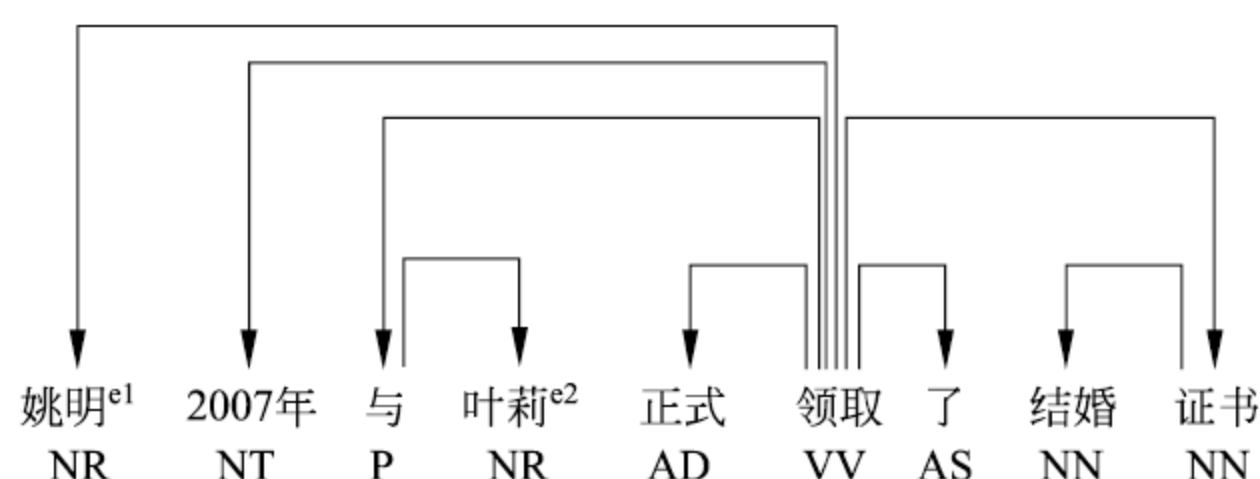 姚明e1 2007年 与 叶莉e2 正式 领取 了 结婚 证书
NR NT P NR AD VV AS NN NN